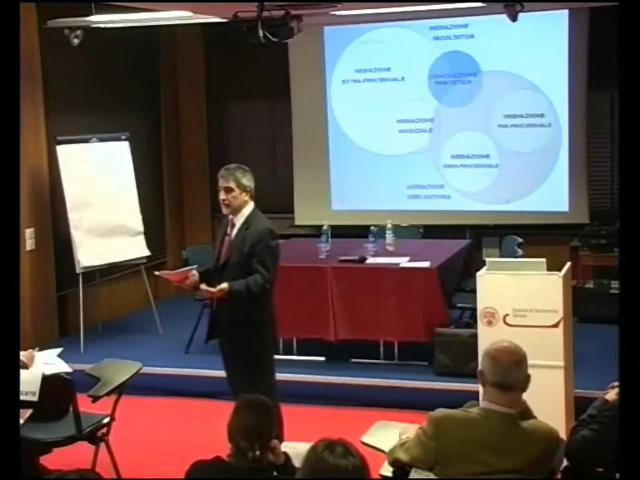 MEDIAZIONE
FACOLTATIVA
MEDIAZIONE
EXTRA-PROCESSUALE
CONCILIAZIONE
PARITETICA
MEDIAZIONE
GIUDIZIALE
MEDIAZIONE
PRE-PROCESSUALE
MEDIAZIONE
ENDO-PROCESSUALE
MEDIAZIONE
OBBLIGATORIA